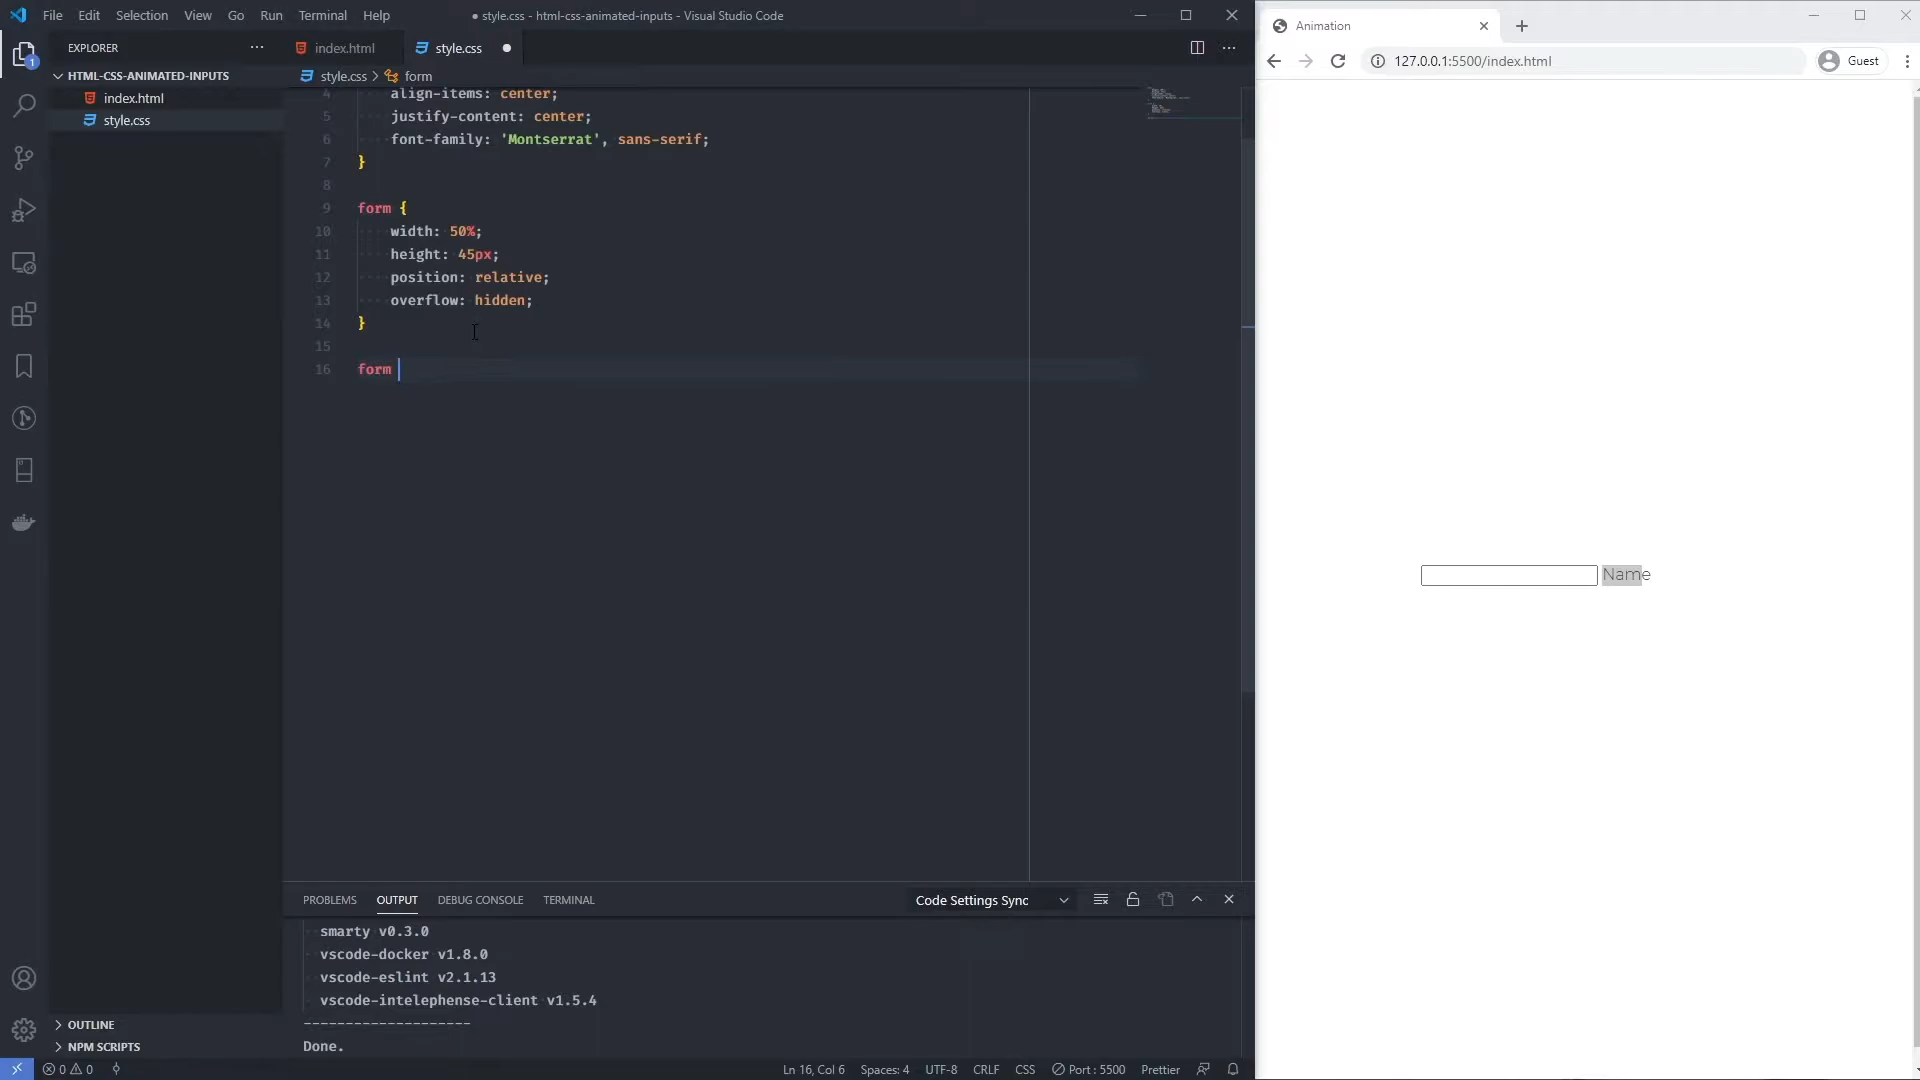 File Edit Selection View Go Run Terminal Help
● style.css - html-css-animated-inputs - Visual Studio Code
EXPLORER
HTML-CSS-ANIMATED-INPUTS
index.html
style.css
1
index.html
style.css
style.css > form
4 align-items: center;
5 justify-content: center;
6 font-family: 'Montserrat', sans-serif;
7 }
8
9 form {
10 width: 50%;
11 height: 45px;
12 position: relative;
13 overflow: hidden;
14 }
15
16 form
PROBLEMS OUTPUT DEBUG CONSOLE TERMINAL
Code Settings Sync
smarty v0.3.0
vscode-docker v1.8.0
vscode-eslint v2.1.13
vscode-intelephense-client v1.5.4
--------------------
Done.
OUTLINE
NPM SCRIPTS
0 0
Ln 16, Col 6 Spaces: 4 UTF-8 CRLF CSS Port : 5500 Prettier
Animation
127.0.0.1:5500/index.html
Guest
Name